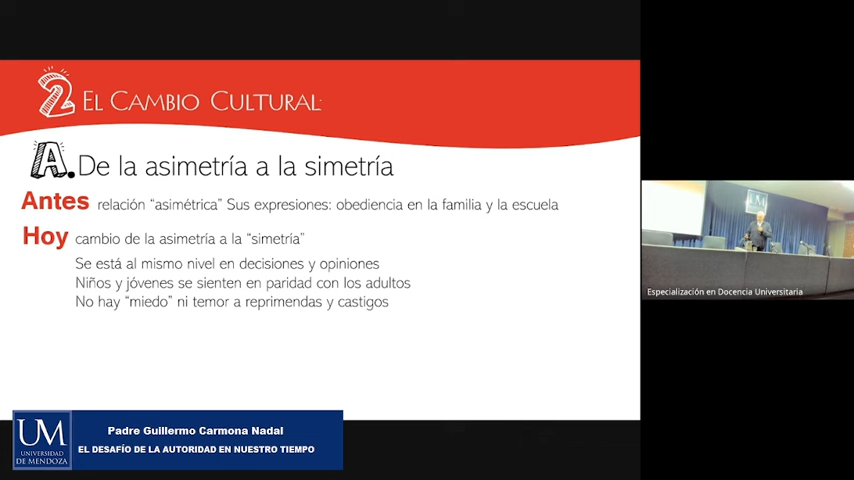 2 EL CAMBIO CULTURAL:
A. De la asimetría a la simetría
Antes relación “asimétrica” Sus expresiones: obediencia en la familia y la escuela
Hoy cambio de la asimetría a la “simetría”
Se está al mismo nivel en decisiones y opiniones
Niños y jóvenes se sienten en paridad con los adultos
No hay “miedo” ni temor a reprimendas y castigos
UM
Especialización en Docencia Universitaria
UM
UNIVERSIDAD
DE MENDOZA
Padre Guillermo Carmona Nadal
EL DESAFÍO DE LA AUTORIDAD EN NUESTRO TIEMPO